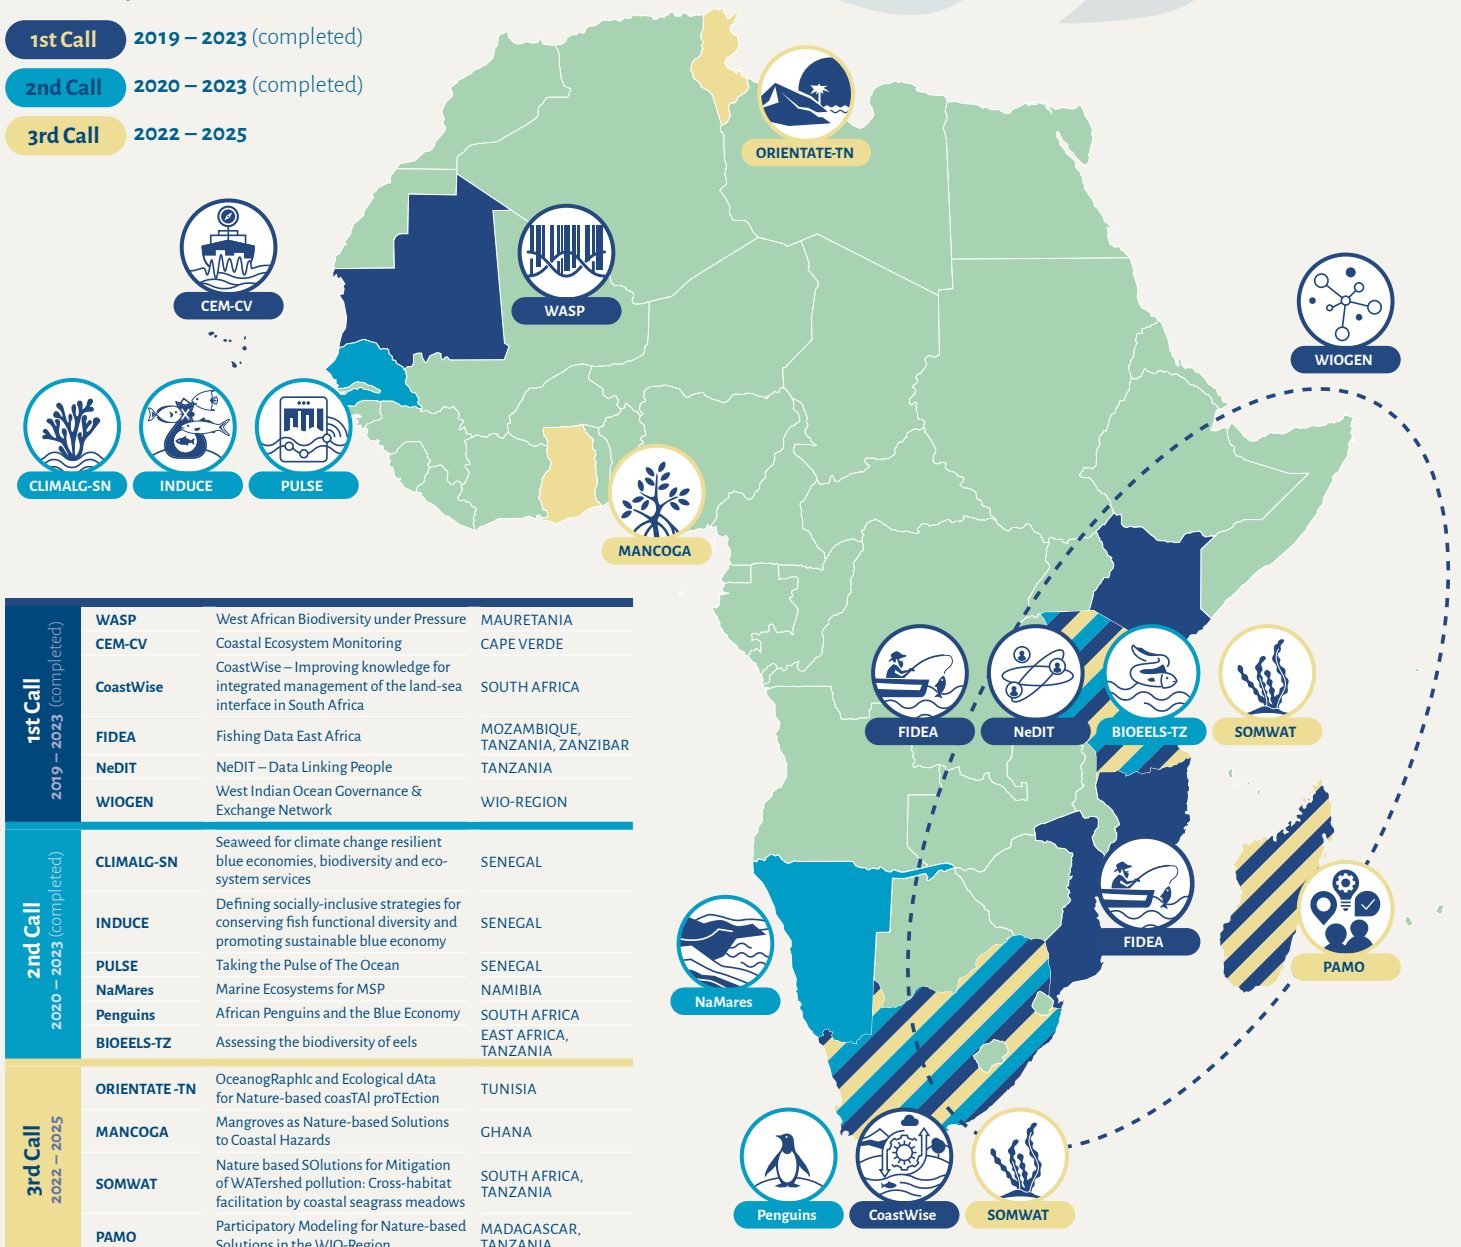 1st Call 2019 – 2023 (completed)
2nd Call 2020 – 2023 (completed)
3rd Call 2022 – 2025
ORIENTATE-TN
CEM-CV
WASP
WIOGEN
CLIMALG-SN
INDUCE
PULSE
MANCOGA
FIDEA
NeDIT
BIOEELS-TZ
SOMWAT
FIDEA
PAMO
NaMares
Penguins
CoastWise
SOMWAT
1st Call
2019 – 2023 (completed)
WASP West African Biodiversity under Pressure MAURETANIA
CEM-CV Coastal Ecosystem Monitoring CAPE VERDE
CoastWise – Improving knowledge for
CoastWise integrated management of the land-sea SOUTH AFRICA
interface in South Africa
FIDEA Fishing Data East Africa MOZAMBIQUE,
TANZANIA, ZANZIBAR
NeDIT NeDIT – Data Linking People TANZANIA
WIOGEN West Indian Ocean Governance & WIO-REGION
Exchange Network
2nd Call
2020 – 2023 (completed)
Seaweed for climate change resilient
CLIMALG-SN blue economies, biodiversity and eco- SENEGAL
system services
Defining socially-inclusive strategies for
INDUCE conserving fish functional diversity and SENEGAL
promoting sustainable blue economy
PULSE Taking the Pulse of The Ocean SENEGAL
NaMares Marine Ecosystems for MSP NAMIBIA
Penguins African Penguins and the Blue Economy SOUTH AFRICA
BIOEELS-TZ Assessing the biodiversity of eels EAST AFRICA,
TANZANIA
3rd Call
2022 – 2025
ORIENTATE -TN OceanogRaphIc and Ecological dAta TUNISIA
for Nature-based coasTAl proTEction
MANCOGA Mangroves as Nature-based Solutions GHANA
to Coastal Hazards
Nature based SOlutions for Mitigation
SOMWAT of WATershed pollution: Cross-habitat SOUTH AFRICA,
facilitation by coastal seagrass meadows TANZANIA
PAMO Participatory Modeling for Nature-based MADAGASCAR,
Solutions in the WIO-Region TANZANIA